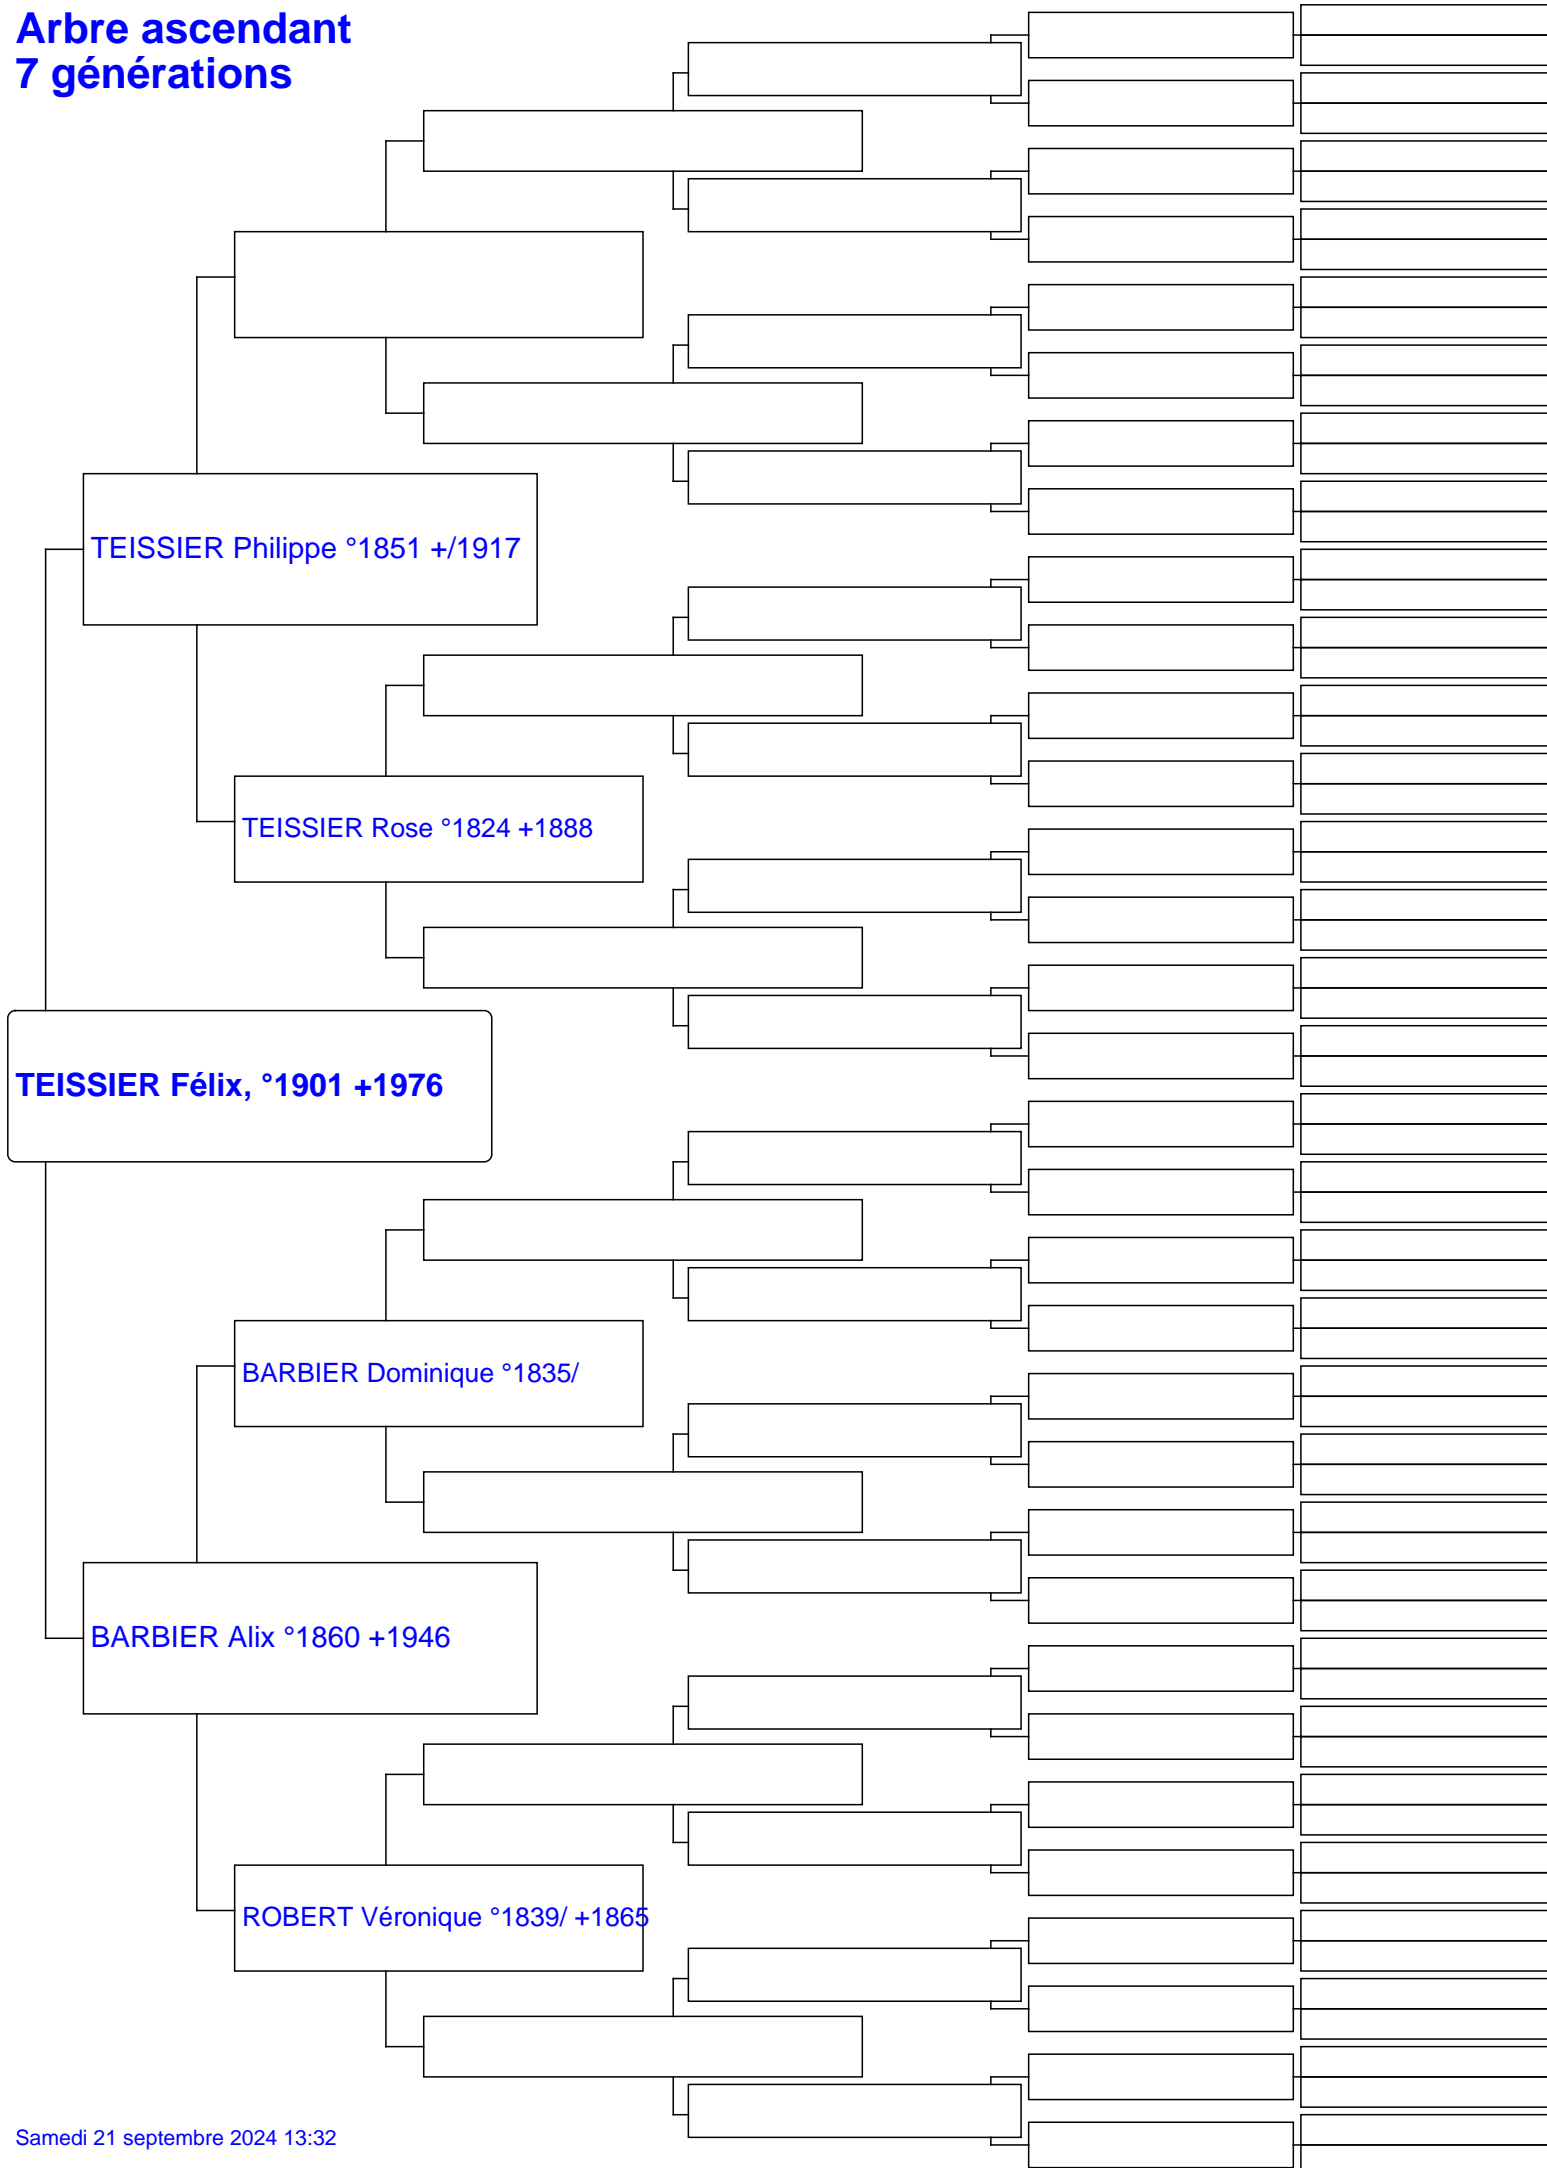 Arbre ascendant
7 générations
TEISSIER Philippe °1851 +/1917
TEISSIER Rose °1824 +1888
TEISSIER Félix, °1901 +1976
BARBIER Dominique °1835/
BARBIER Alix °1860 +1946
ROBERT Véronique °1839/ +1865
Samedi 21 septembre 2024 13:32